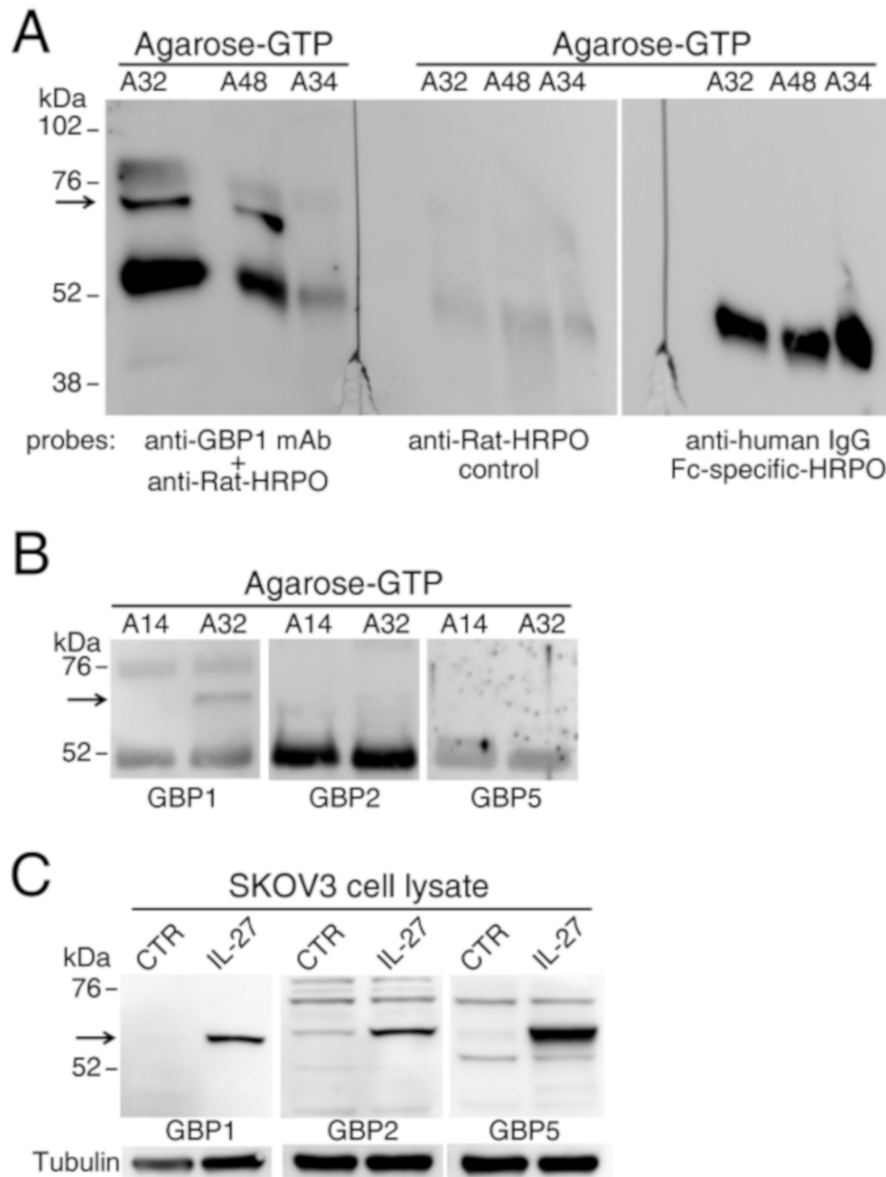 A
Agarose-GTP Agarose-GTP
A32 A48 A34 A32 A48 A34 A32 A48 A34
kDa
102
76
52
38
probes: anti-GBP1 mAb + anti-Rat-HRPO
anti-Rat-HRPO control
anti-human IgG Fc-specific-HRPO
B
Agarose-GTP
A14 A32 A14 A32 A14 A32
kDa
76
52
GBP1 GBP2 GBP5
C
SKOV3 cell lysate
CTR IL-27 CTR IL-27 CTR IL-27
kDa
76
52
GBP1 GBP2 GBP5
Tubulin